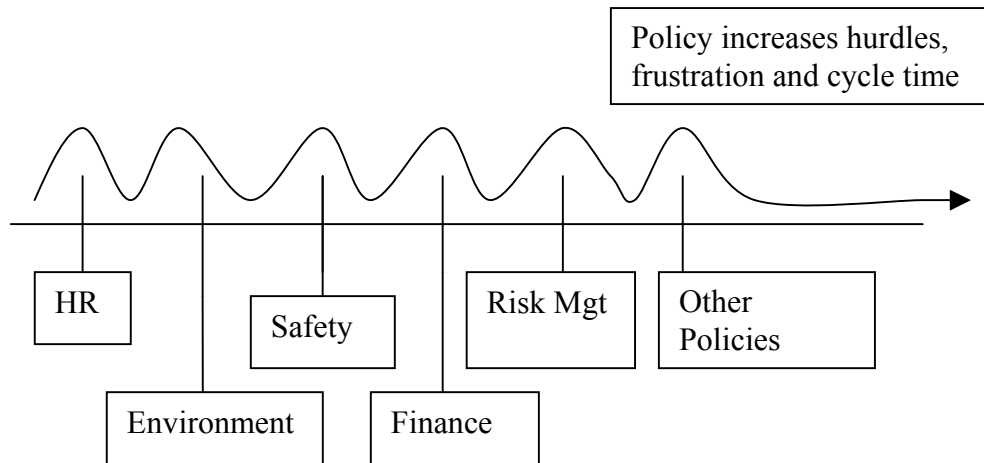 Policy increases hurdles,
frustration and cycle time
HR
Safety
Risk Mgt
Other
Policies
Environment
Finance